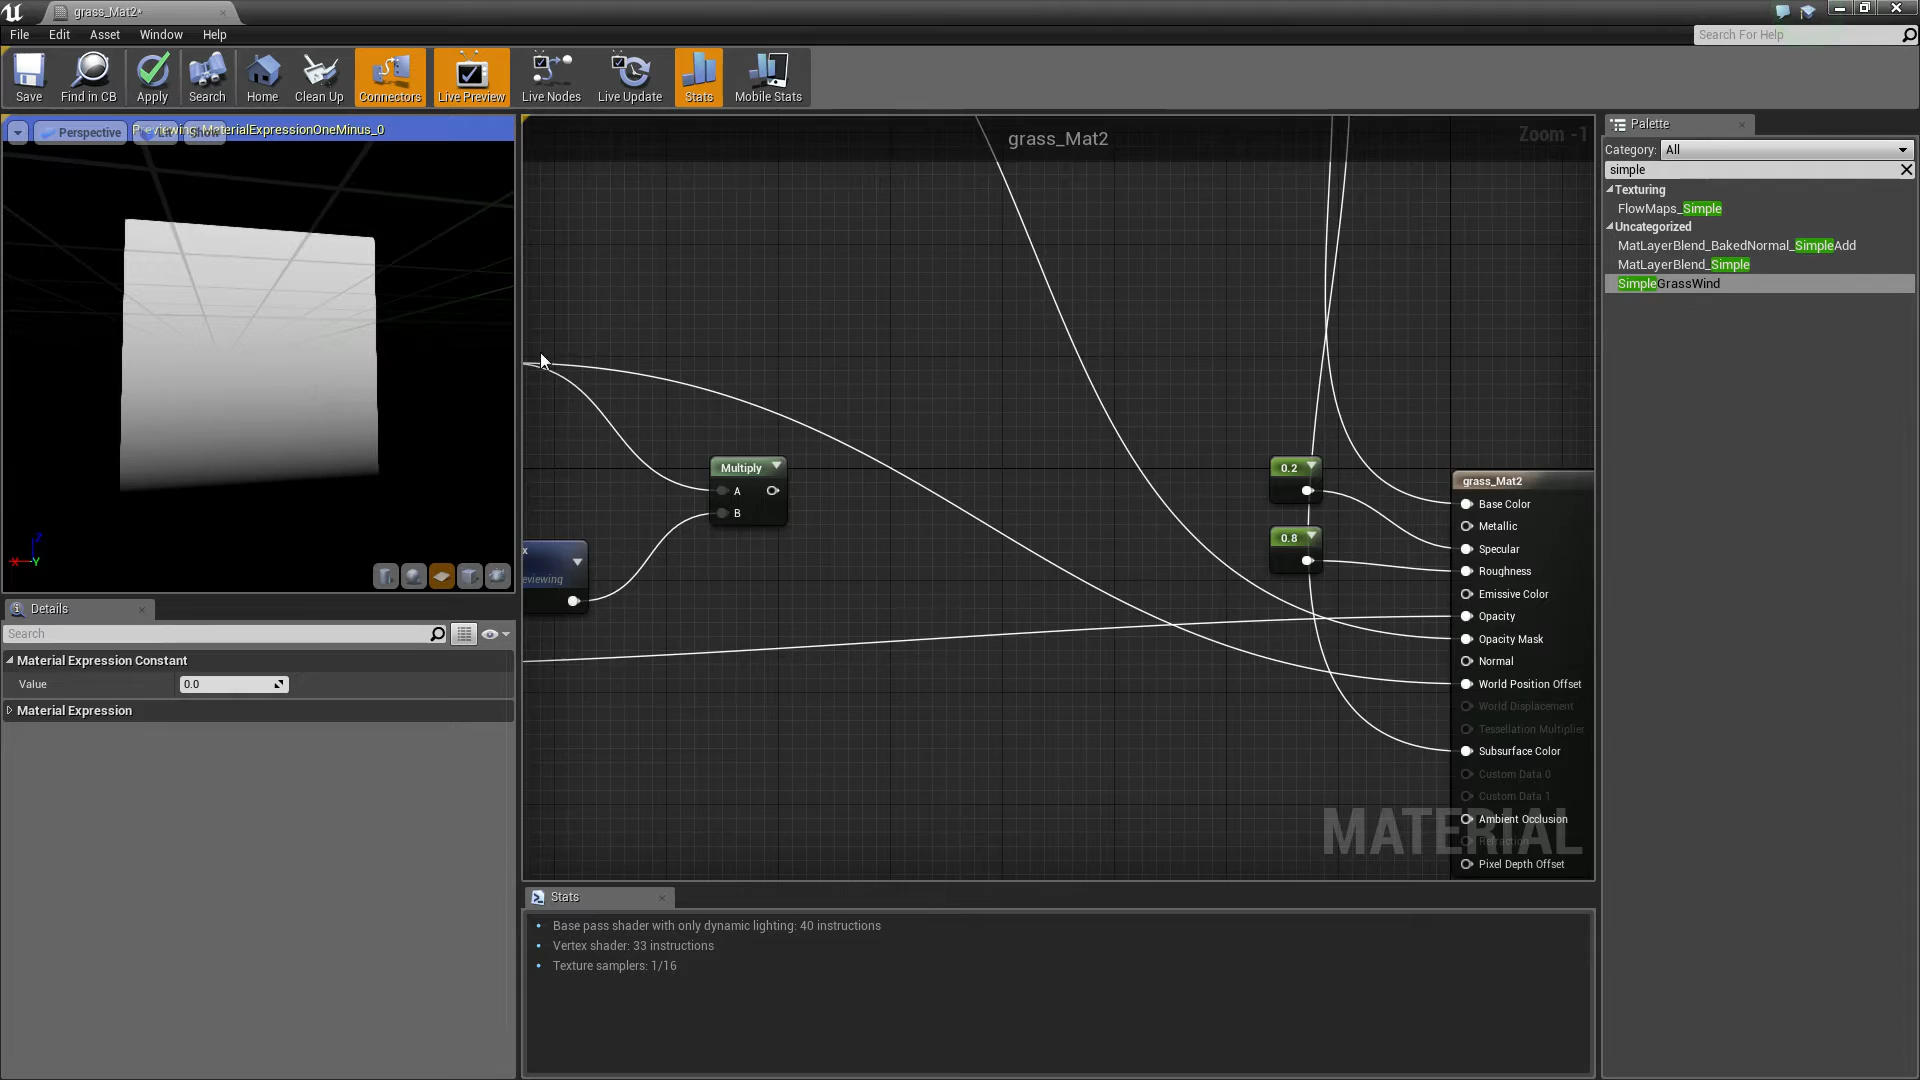 grass_Mat2*
File Edit Asset Window Help
Search For Help
Save Find in CB Apply Search Home Clean Up Connectors Live Preview Live Nodes Live Update Stats Mobile Stats
Perspective Lit Show
Previewing: MaterialExpressionOneMinus_0
grass_Mat2
Zoom -1
Palette
Category: All
simple
Texturing
FlowMaps_Simple
Uncategorized
MatLayerBlend_BakedNormal_SimpleAdd
MatLayerBlend_Simple
SimpleGrassWind
Multiply
A
B
x
eviewing
0.2
0.8
grass_Mat2
Base Color
Metallic
Specular
Roughness
Emissive Color
Opacity
Opacity Mask
Normal
World Position Offset
World Displacement
Tessellation Multiplier
Subsurface Color
Custom Data 0
Custom Data 1
Ambient Occlusion
Refraction
Pixel Depth Offset
MATERIAL
X
Y
Z
Details
Search
Material Expression Constant
Value 0.0
Material Expression
Stats
Base pass shader with only dynamic lighting: 40 instructions
Vertex shader: 33 instructions
Texture samplers: 1/16